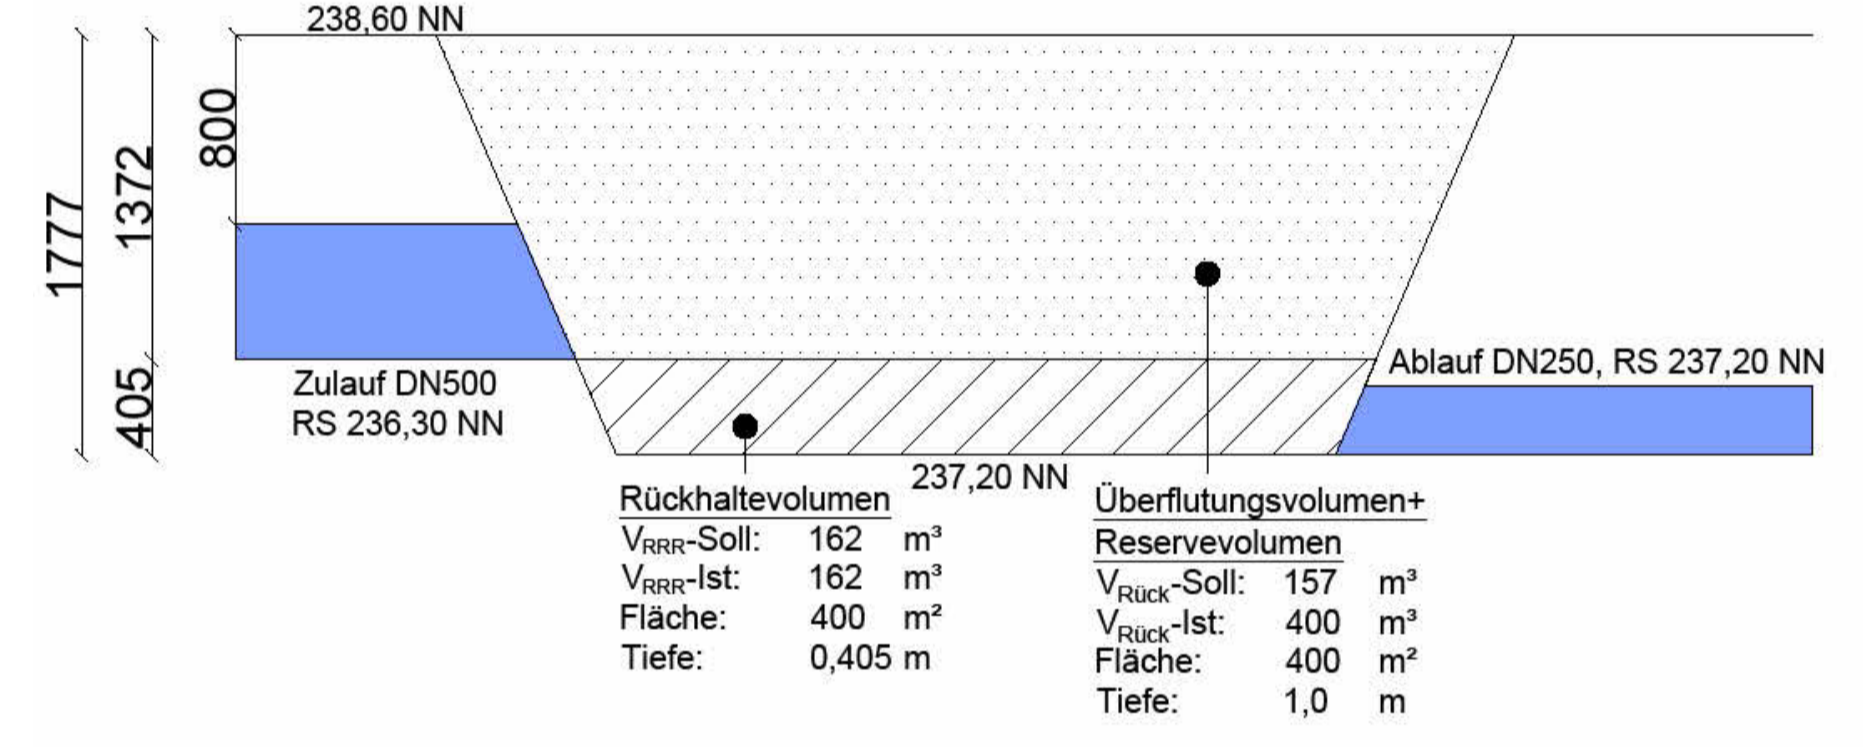 238,60 NN
1777
1372
800
405
Zulauf DN500
RS 236,30 NN
Ablauf DN250, RS 237,20 NN
237,20 NN
Rückhaltevolumen
VRRR-Soll: 162 m³
VRRR-Ist: 162 m³
Fläche: 400 m²
Tiefe: 0,405 m
Überflutungsvolumen+
Reservevolumen
VRück-Soll: 157 m³
VRück-Ist: 400 m³
Fläche: 400 m²
Tiefe: 1,0 m